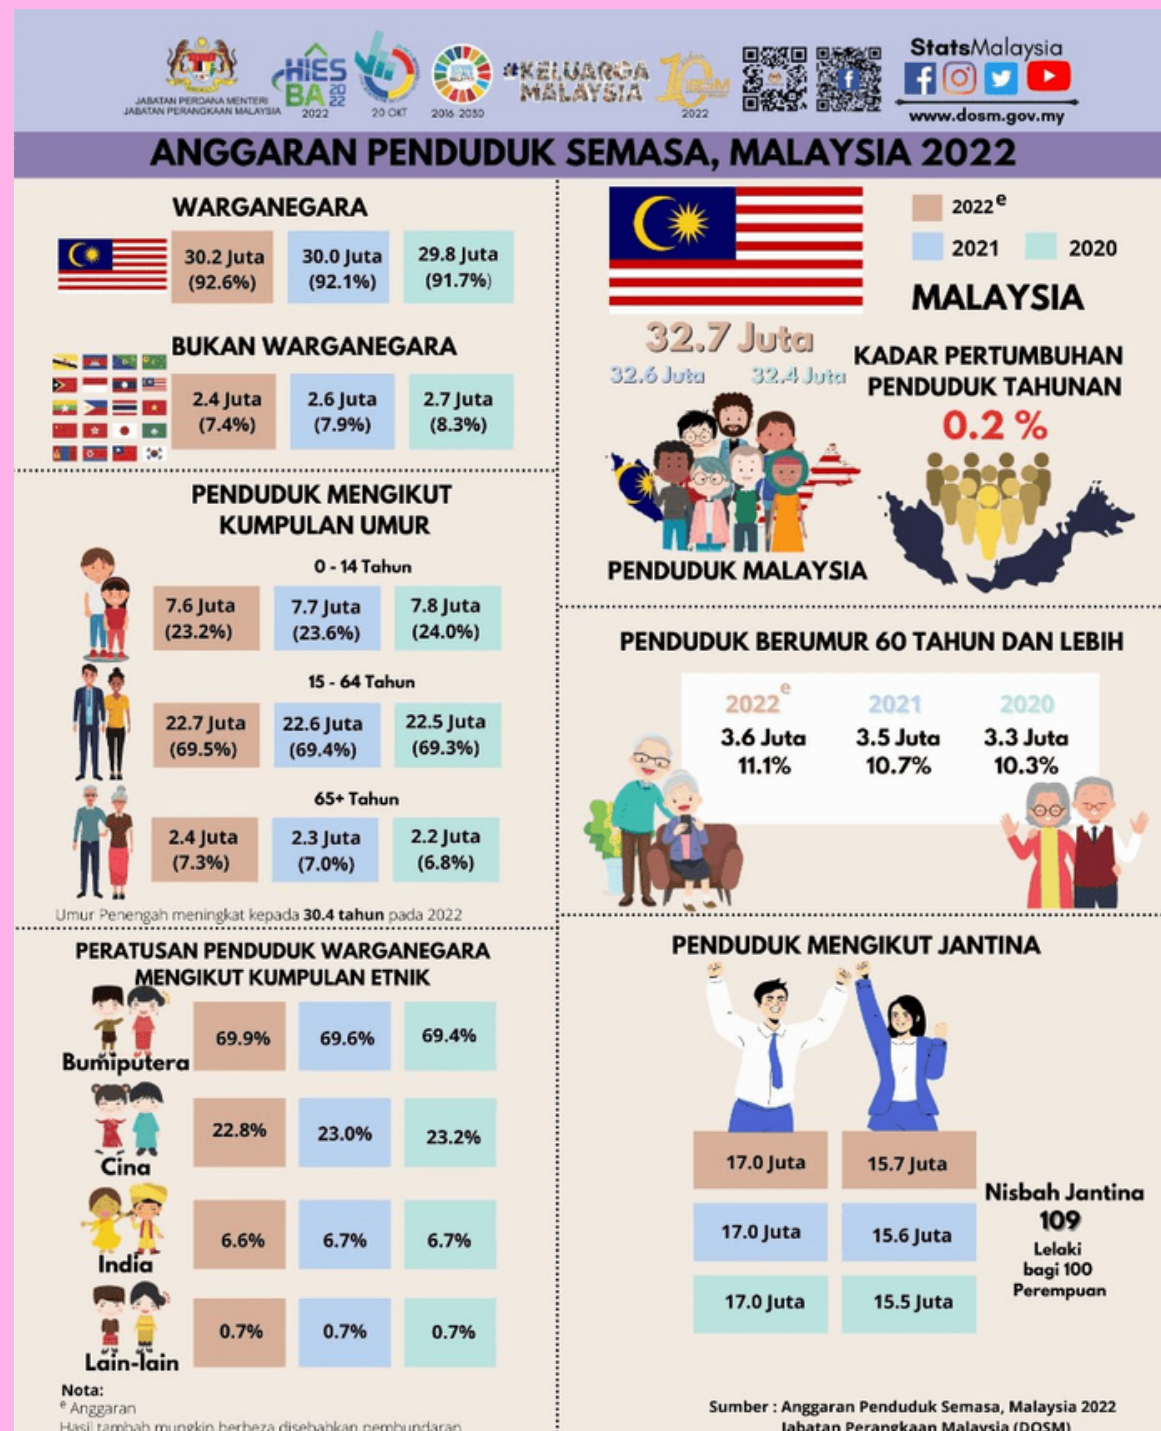 JABATAN PERDANA MENTERI
JABATAN PERANGKAAN MALAYSIA
HiES
BA
2022
2022
20 OKT
2016-2030
#KELUARGA
MALAYSIA
10
2022
StatsMalaysia
www.dosm.gov.my
ANGGARAN PENDUDUK SEMASA, MALAYSIA 2022
WARGANEGARA
30.2 Juta
(92.6%)
30.0 Juta
(92.1%)
29.8 Juta
(91.7%)
BUKAN WARGANEGARA
2.4 Juta
(7.4%)
2.6 Juta
(7.9%)
2.7 Juta
(8.3%)
2022e
2021
2020
MALAYSIA
32.7 Juta
32.6 Juta
32.4 Juta
PENDUDUK MALAYSIA
KADAR PERTUMBUHAN
PENDUDUK TAHUNAN
0.2 %
PENDUDUK MENGIKUT
KUMPULAN UMUR
0 - 14 Tahun
7.6 Juta
(23.2%)
7.7 Juta
(23.6%)
7.8 Juta
(24.0%)
15 - 64 Tahun
22.7 Juta
(69.5%)
22.6 Juta
(69.4%)
22.5 Juta
(69.3%)
65+ Tahun
2.4 Juta
(7.3%)
2.3 Juta
(7.0%)
2.2 Juta
(6.8%)
Umur Penengah meningkat kepada 30.4 tahun pada 2022
PENDUDUK BERUMUR 60 TAHUN DAN LEBIH
2022e
2021
2020
3.6 Juta
3.5 Juta
3.3 Juta
11.1%
10.7%
10.3%
PERATUSAN PENDUDUK WARGANEGARA
MENGIKUT KUMPULAN ETNIK
Bumiputera
69.9%
69.6%
69.4%
Cina
22.8%
23.0%
23.2%
India
6.6%
6.7%
6.7%
Lain-lain
0.7%
0.7%
0.7%
Nota:
e Anggaran
Hasil tambah mungkin berbeza disebabkan pembundaran
PENDUDUK MENGIKUT JANTINA
17.0 Juta
15.7 Juta
17.0 Juta
15.6 Juta
17.0 Juta
15.5 Juta
Nisbah Jantina
109
Lelaki
bagi 100
Perempuan
Sumber : Anggaran Penduduk Semasa, Malaysia 2022
Jabatan Perangkaan Malaysia (DOSM)